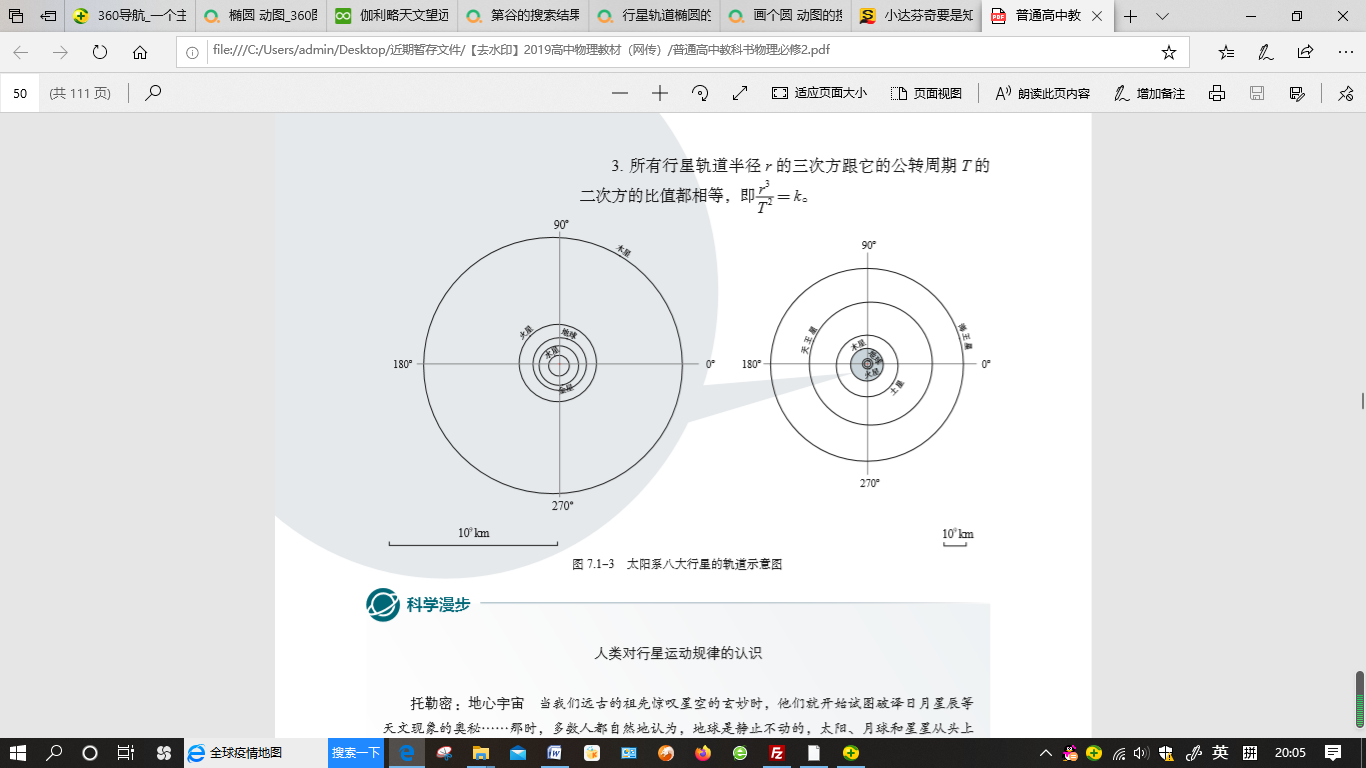 360导航_一个主
椭圆 动图_360图
伽利略天文望远
第谷的搜索结果
行星轨道椭圆的
画个圆 动图的搜
小达芬奇要是知
普通高中教
file:///C:/Users/admin/Desktop/近期暂存文件/【去水印】2019高中物理教材（网传）/普通高中教科书物理必修2.pdf
50 (共 111 页) 适应页面大小 页面视图 A 朗读此页内容 增加备注
3. 所有行星轨道半径 r 的三次方跟它的公转周期 T 的
二次方的比值都相等，即 r³/T² = k。
90°
木星
火星
地球
水星
金星
180°
0°
270°
10⁹km
90°
天王星
海王星
木星
地球
火星
土星
180°
0°
270°
10⁹km
图 7.1-3 太阳系八大行星的轨道示意图
科学漫步
人类对行星运动规律的认识
托勒密：地心宇宙 当我们远古的祖先惊叹星空的玄妙时，他们就开始试图破译日月星辰等
天文现象的奥秘……那时，多数人都自然地认为，地球是静止不动的，太阳、月球和星星从头上
全球疫情地图 搜索一下 英 拼 20:05